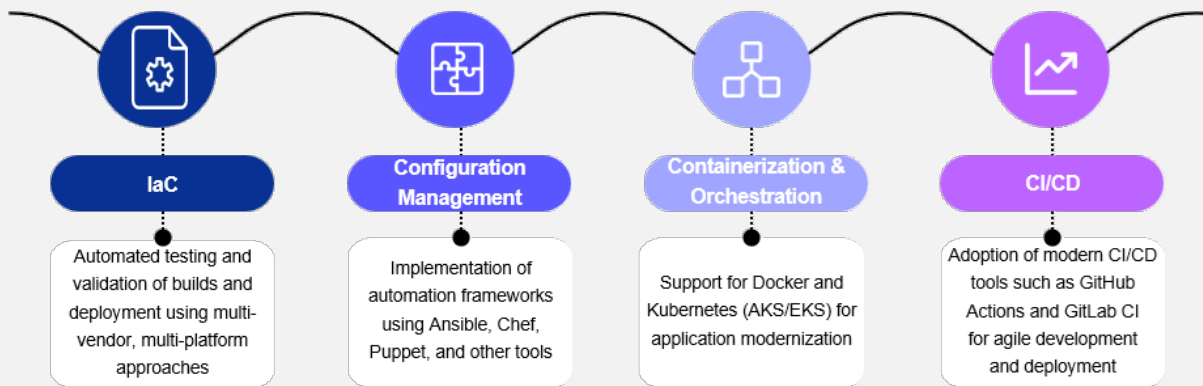 IaC
Automated testing and
validation of builds and
deployment using multi-
vendor, multi-platform
approaches
Configuration
Management
Implementation of
automation frameworks
using Ansible, Chef,
Puppet, and other tools
Containerization &
Orchestration
Support for Docker and
Kubernetes (AKS/EKS) for
application modernization
CI/CD
Adoption of modern CI/CD
tools such as GitHub
Actions and GitLab CI
for agile development
and deployment